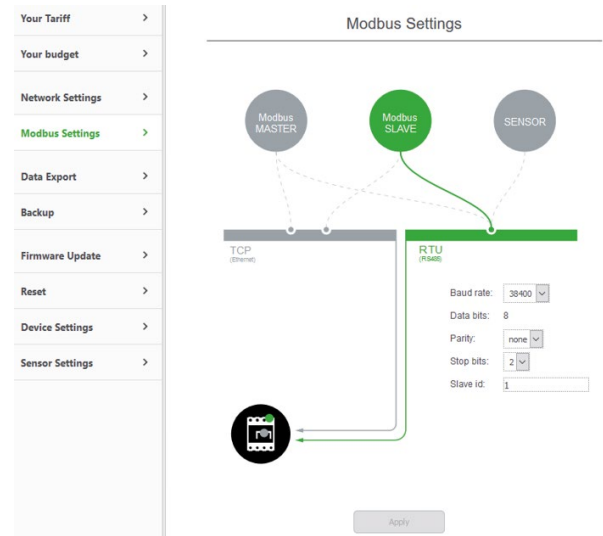 Your Tariff
Your budget
Network Settings
Modbus Settings
Data Export
Backup
Firmware Update
Reset
Device Settings
Sensor Settings
Modbus Settings
Modbus
MASTER
Modbus
SLAVE
SENSOR
TCP
(Ethernet)
RTU
(RS485)
Baud rate: 38400
Data bits: 8
Parity: none
Stop bits: 2
Slave id: 1
Apply